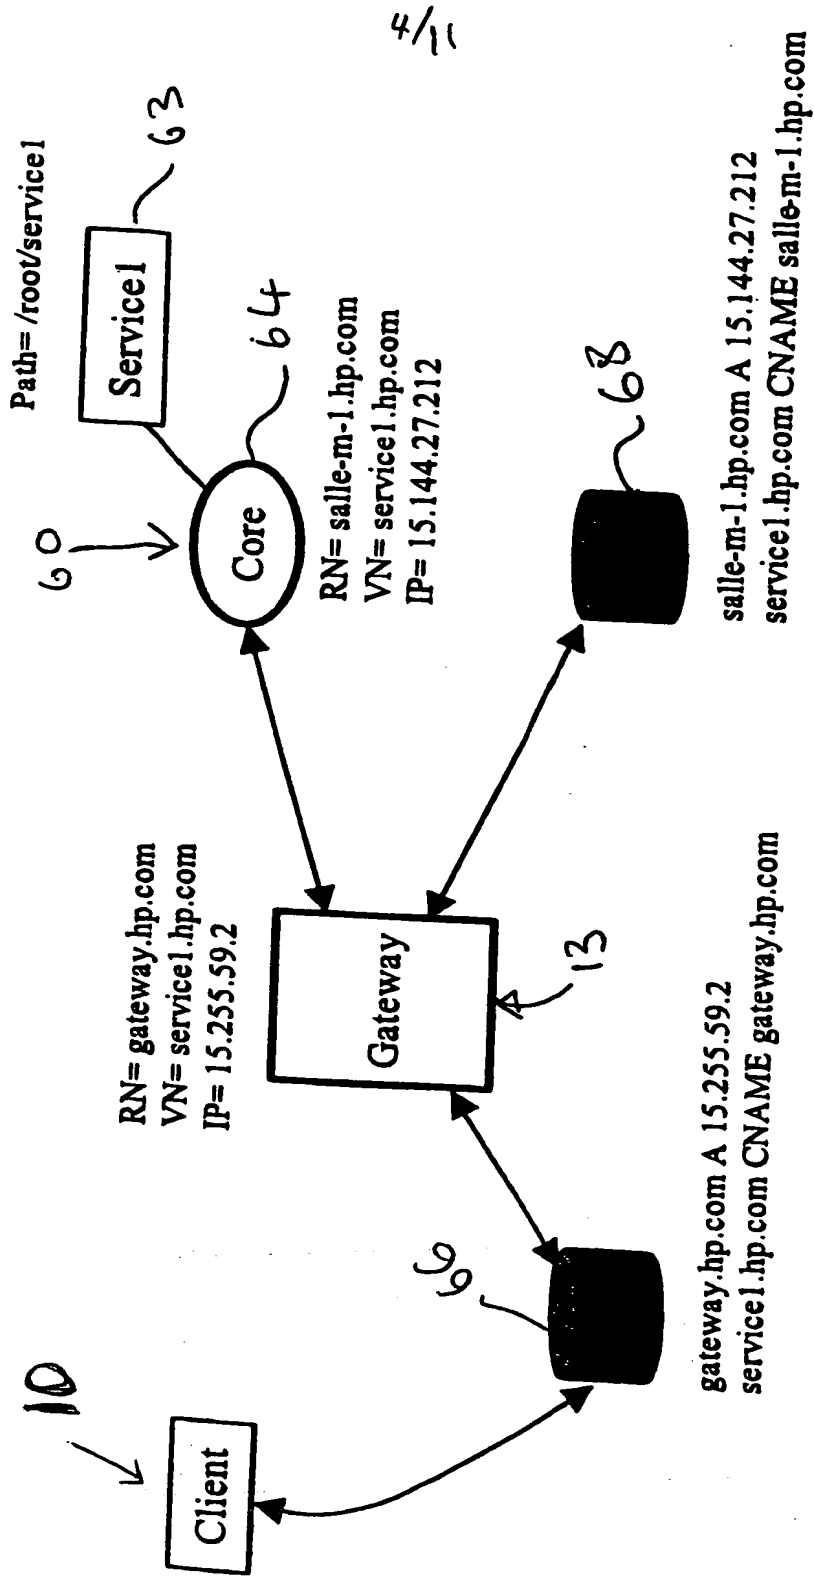 4/11
Path= /root/service1
Service1
63
60
Core
64
RN= salle-m-1.hp.com
VN= service1.hp.com
IP= 15.144.27.212
68
salle-m-1.hp.com A 15.144.27.212
service1.hp.com CNAME salle-m-1.hp.com
RN= gateway.hp.com
VN= service1.hp.com
IP= 15.255.59.2
Gateway
13
10
Client
66
gateway.hp.com A 15.255.59.2
service1.hp.com CNAME gateway.hp.com